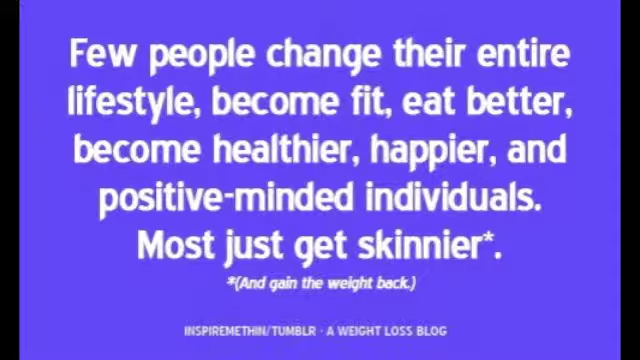 Few people change their entire
lifestyle, become fit, eat better,
become healthier, happier, and
positive-minded individuals.
Most just get skinnier*.
*(And gain the weight back.)
INSPIREMETHIN/TUMBLR · A WEIGHT LOSS BLOG